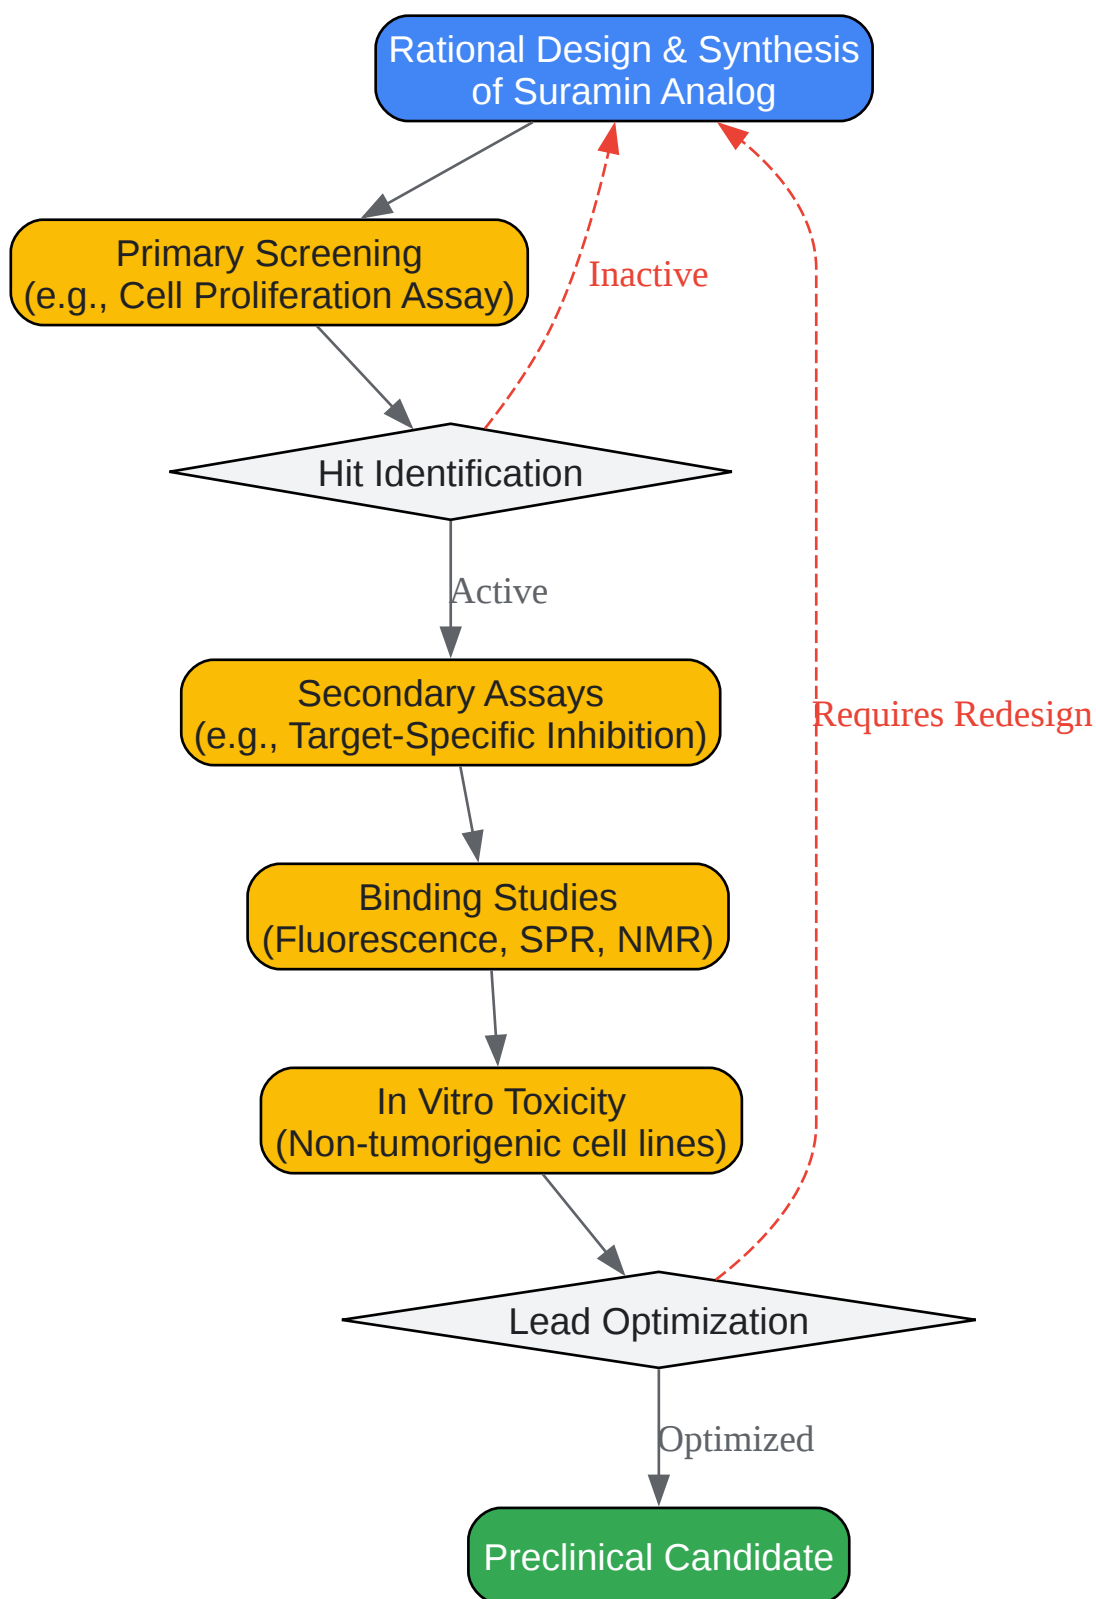 Rational Design & Synthesis
of Suramin Analog
Primary Screening
(e.g., Cell Proliferation Assay)
Inactive
Hit Identification
Active
Secondary Assays
(e.g., Target-Specific Inhibition)
Requires Redesign
Binding Studies
(Fluorescence, SPR, NMR)
In Vitro Toxicity
(Non-tumorigenic cell lines)
Lead Optimization
Optimized
Preclinical Candidate